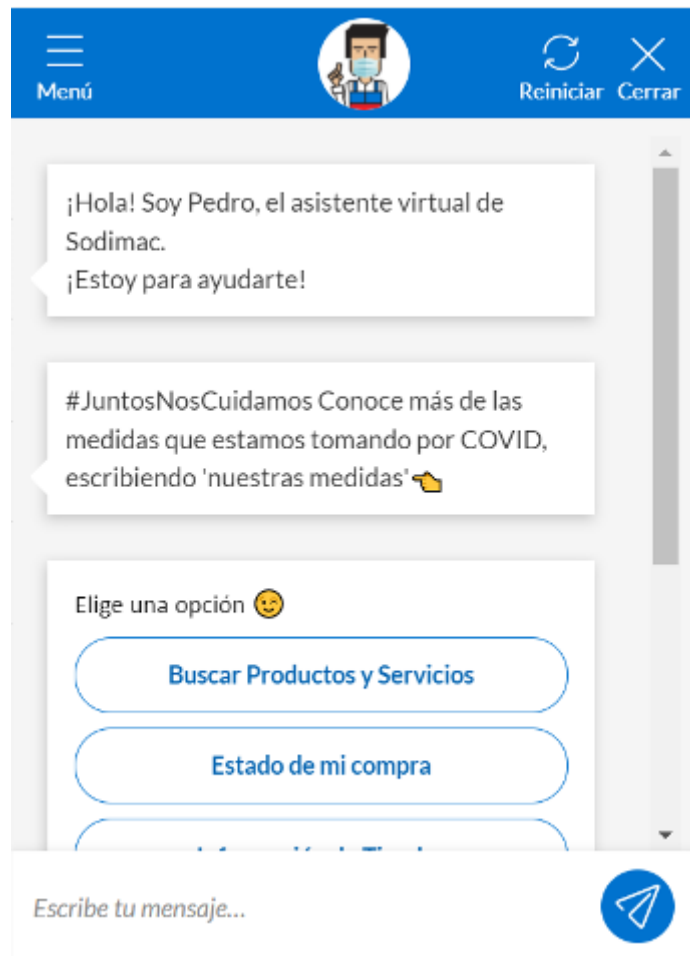 Menú
Reiniciar Cerrar
¡Hola! Soy Pedro, el asistente virtual de
Sodimac.
¡Estoy para ayudarte!
#JuntosNosCuidamos Conoce más de las
medidas que estamos tomando por COVID,
escribiendo 'nuestras medidas'👈
Elige una opción 😉
Buscar Productos y Servicios
Estado de mi compra
Escribe tu mensaje...